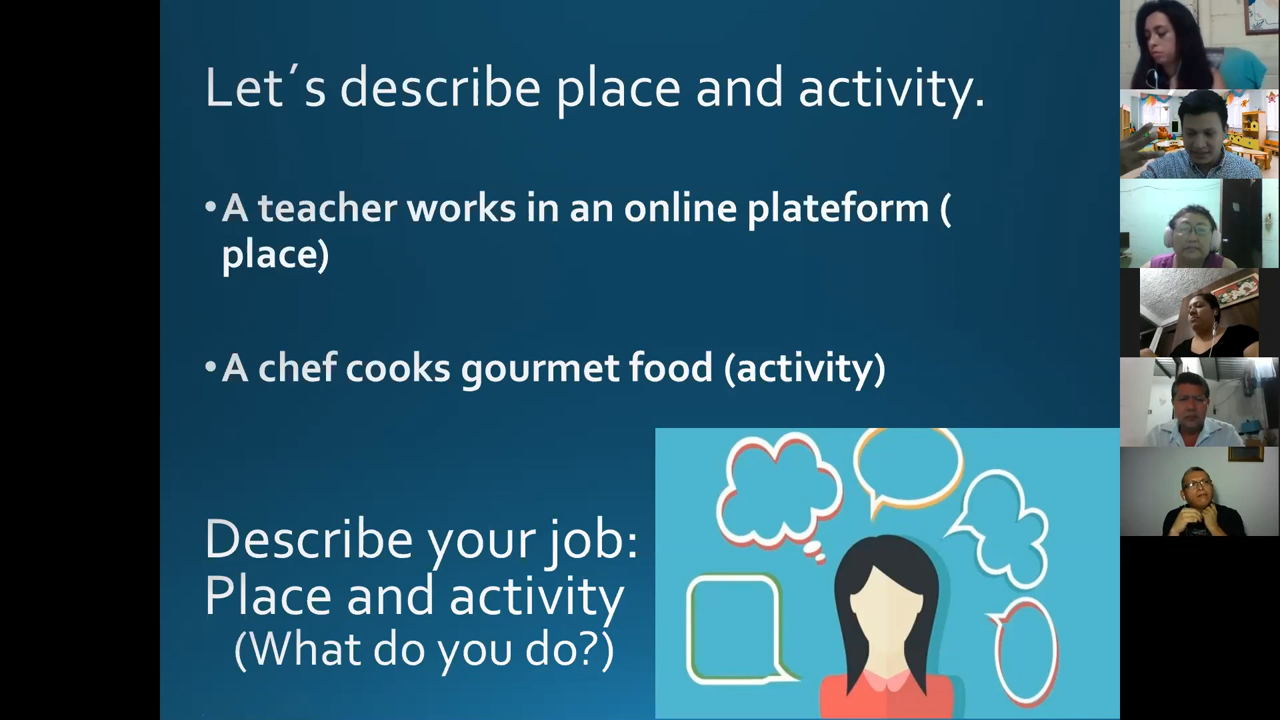 Let´s describe place and activity.
•A teacher works in an online plateform (
place)
•A chef cooks gourmet food (activity)
Describe your job:
Place and activity
(What do you do?)